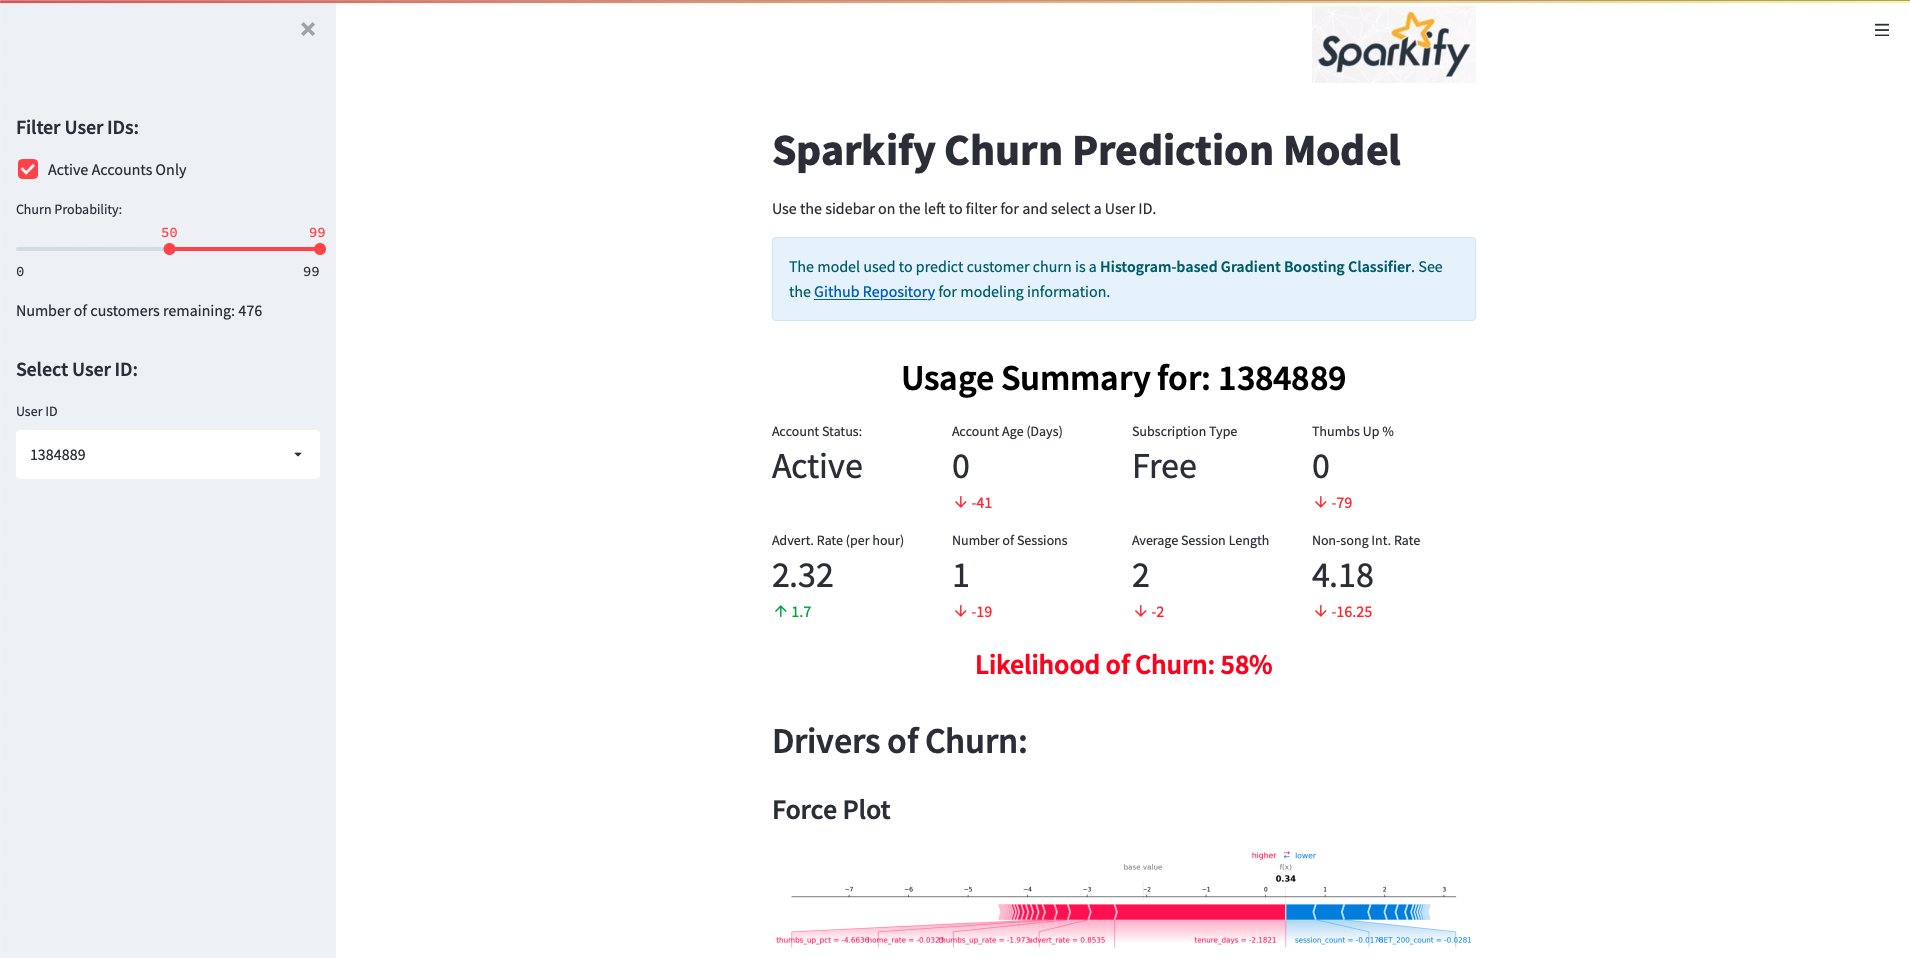 Filter User IDs:
Active Accounts Only
Churn Probability:
50 99
0 99
Number of customers remaining: 476
Select User ID:
User ID
1384889
Sparkify
Sparkify Churn Prediction Model
Use the sidebar on the left to filter for and select a User ID.
The model used to predict customer churn is a Histogram-based Gradient Boosting Classifier. See
the Github Repository for modeling information.
Usage Summary for: 1384889
Account Status: Account Age (Days) Subscription Type Thumbs Up %
Active 0 Free 0
↓ -41 ↓ -79
Advert. Rate (per hour) Number of Sessions Average Session Length Non-song Int. Rate
2.32 1 2 4.18
↑ 1.7 ↓ -19 ↓ -2 ↓ -16.25
Likelihood of Churn: 58%
Drivers of Churn:
Force Plot
higher ⇄ lower
base value f(x)
0.34
−7 −6 −5 −4 −3 −2 −1 0 1 2 3
thumbs_up_pct = -4.6636 thumbs_up_rate = -1.973 advert_rate = 0.8535 tenure_days = -2.1821 session_count = -0.0178 = -0.0281